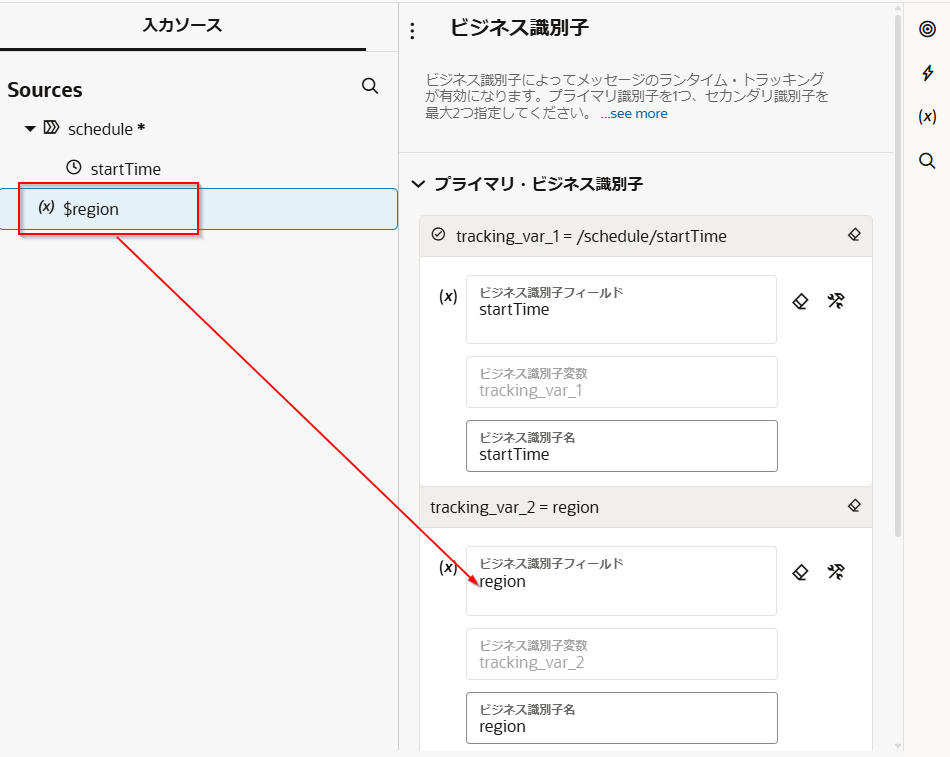 入力ソース
Sources
schedule *
startTime
(x) $region
ビジネス識別子
ビジネス識別子によってメッセージのランタイム・トラッキング
が有効になります。プライマリ識別子を1つ、セカンダリ識別子を
最大2つ指定してください。 ...see more
プライマリ・ビジネス識別子
tracking_var_1 = /schedule/startTime
(x)
ビジネス識別子フィールド
startTime
ビジネス識別子変数
tracking_var_1
ビジネス識別子名
startTime
tracking_var_2 = region
(x)
ビジネス識別子フィールド
region
ビジネス識別子変数
tracking_var_2
ビジネス識別子名
region
(x)